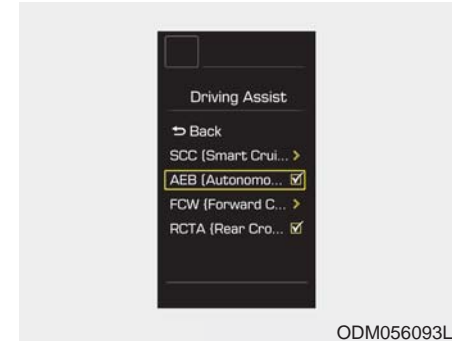 Driving Assist
Back
SCC (Smart Crui...
AEB (Autonomo...
FCW (Forward C...
RCTA (Rear Cro...
ODM056093L